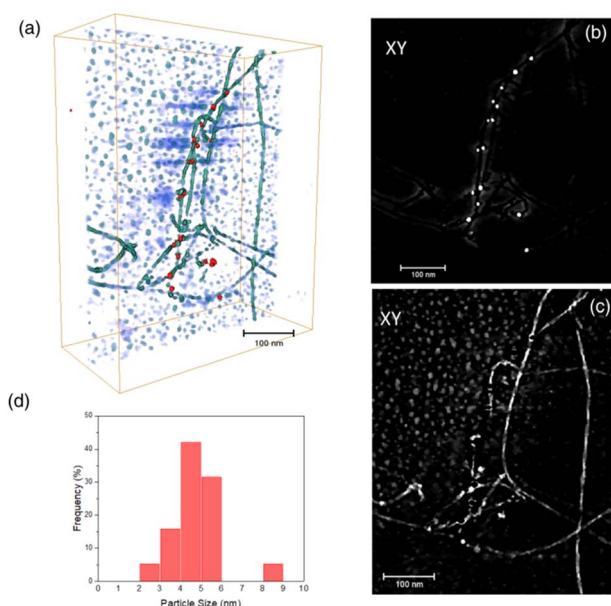 (a)
100 nm
XY
(b)
100 nm
XY
(c)
100 nm
(d)
Frequency (%)
50
40
30
20
10
0
0 1 2 3 4 5 6 7 8 9 10
Particle Size (nm)